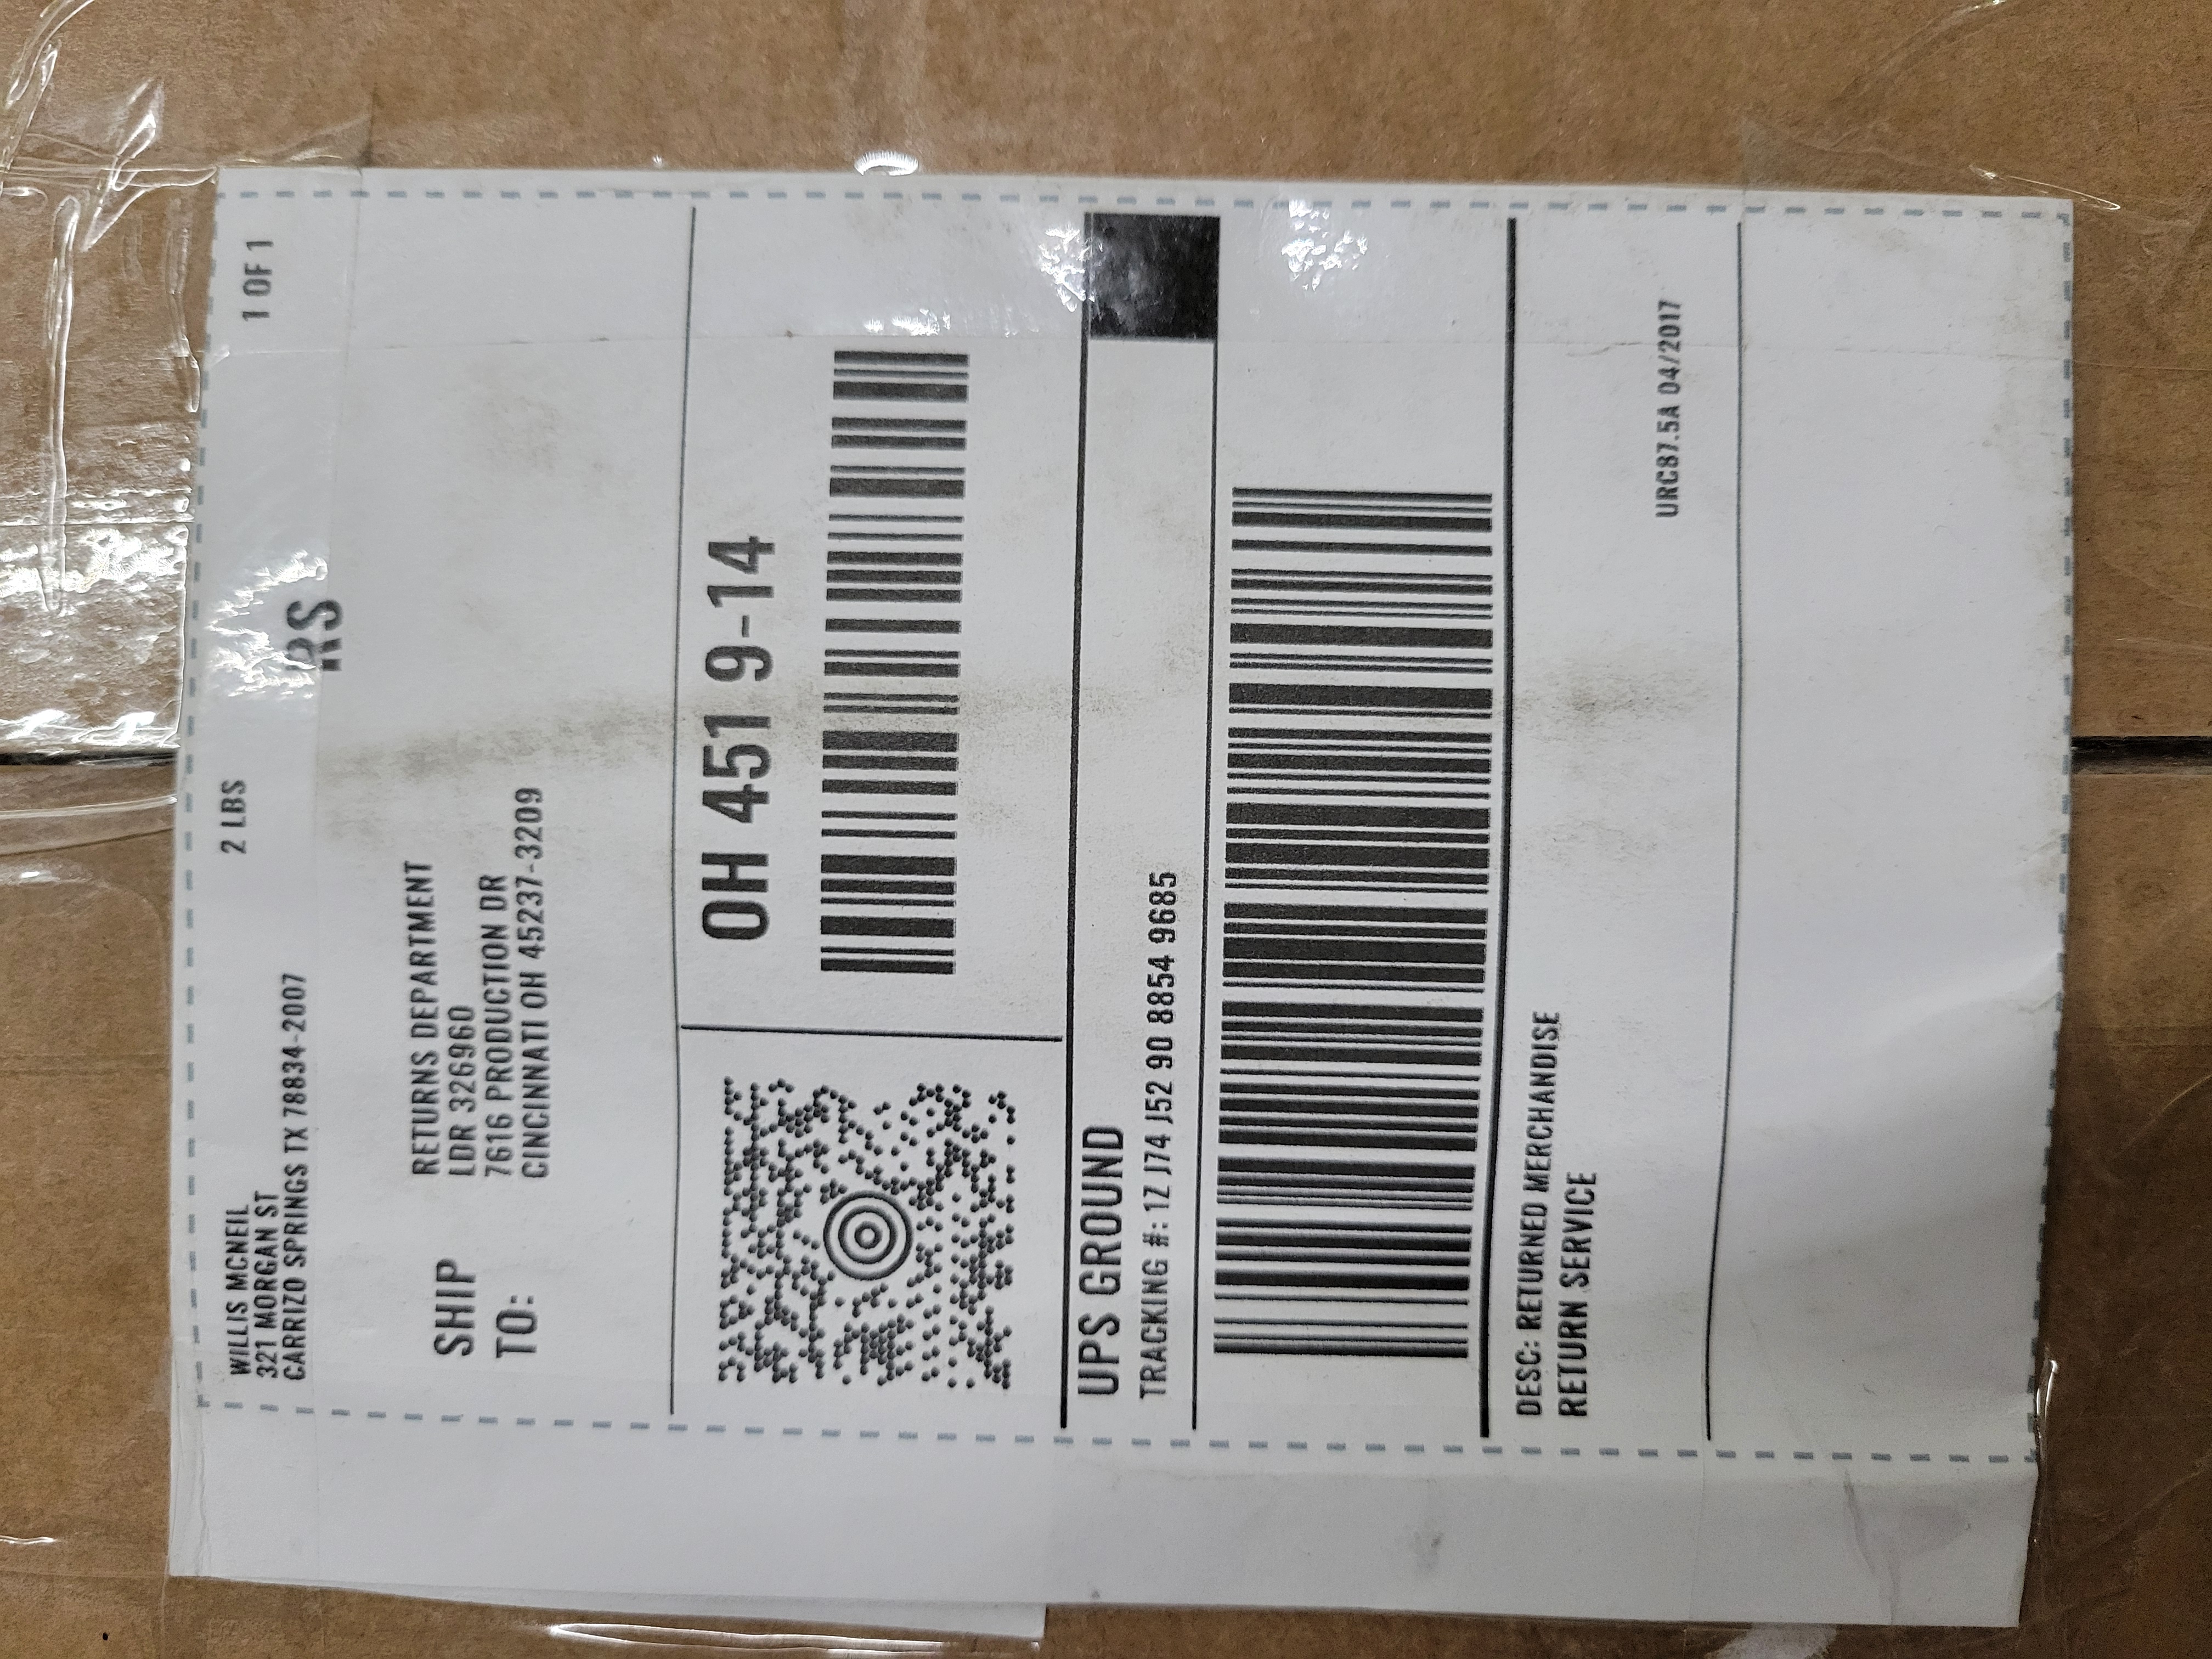 WILLIS MCNEIL
321 MORGAN ST
CARRIZO SPRINGS TX 78834-2007
2 LBS
1 OF 1
RS
SHIP
TO:
RETURNS DEPARTMENT
LDR 326960
7616 PRODUCTION DR
CINCINNATI OH 45237-3209
OH 451 9-14
UPS GROUND
TRACKING #: 1Z J74 J52 90 8854 9685
DESC: RETURNED MERCHANDISE
RETURN SERVICE
URC87.5A 04/2017